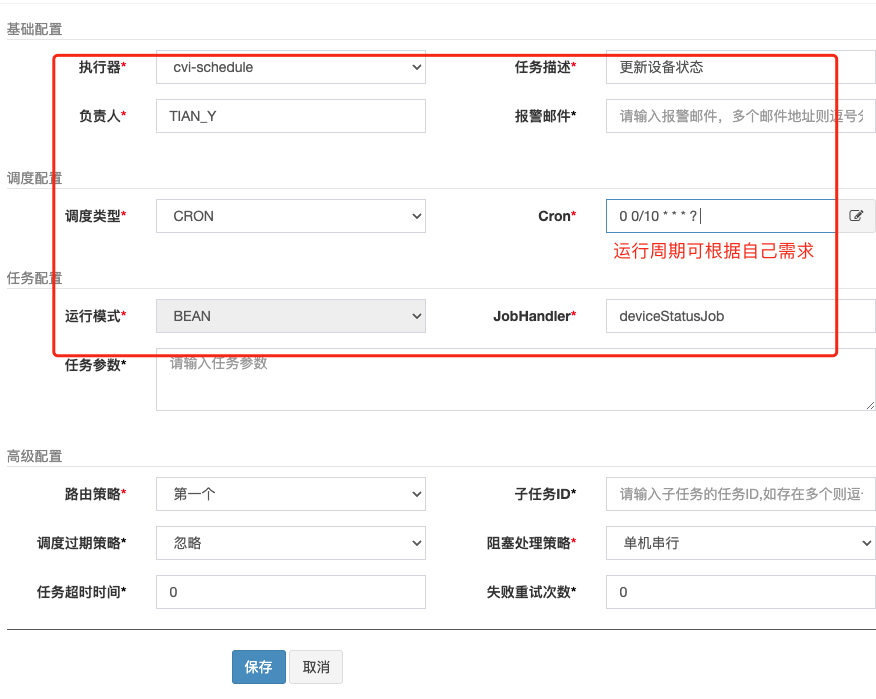 基础配置
执行器* cvi-schedule 任务描述* 更新设备状态
负责人* TIAN_Y 报警邮件* 请输入报警邮件，多个邮件地址则逗号分
调度配置
调度类型* CRON Cron* 0 0/10 * * * ?
运行周期可根据自己需求
任务配置
运行模式* BEAN JobHandler* deviceStatusJob
任务参数* 请输入任务参数
高级配置
路由策略* 第一个 子任务ID* 请输入子任务的任务ID,如存在多个则逗
调度过期策略* 忽略 阻塞处理策略* 单机串行
任务超时时间* 0 失败重试次数* 0
保存 取消